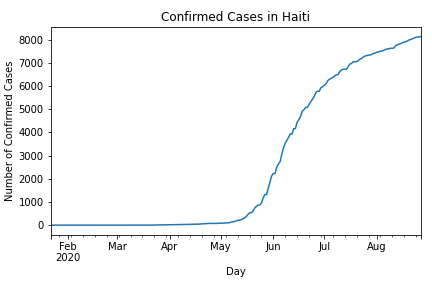 Confirmed Cases in Haiti
Number of Confirmed Cases
8000
7000
6000
5000
4000
3000
2000
1000
0
Feb Mar Apr May Jun Jul Aug
2020
Day